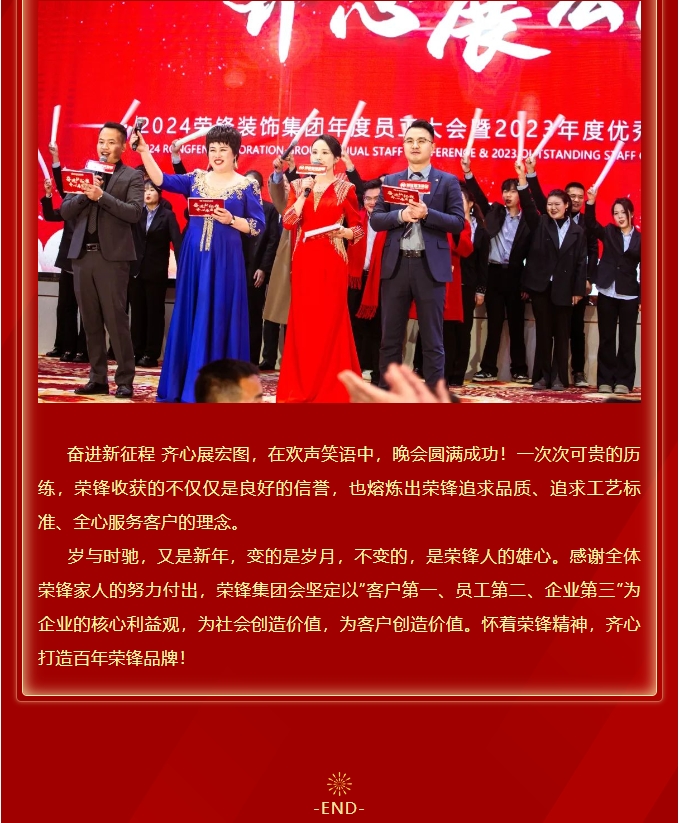 齐心展宏
2024荣锋装饰集团年度员工大会暨2023年度优秀
奋进新征程 齐心展宏图，在欢声笑语中，晚会圆满成功！一次次可贵的历
练，荣锋收获的不仅仅是良好的信誉，也熔炼出荣锋追求品质、追求工艺标
准、全心服务客户的理念。
岁与时驰，又是新年，变的是岁月，不变的，是荣锋人的雄心。感谢全体
荣锋家人的努力付出，荣锋集团会坚定以”客户第一、员工第二、企业第三”为
企业的核心利益观，为社会创造价值，为客户创造价值。怀着荣锋精神，齐心
打造百年荣锋品牌！
-END-